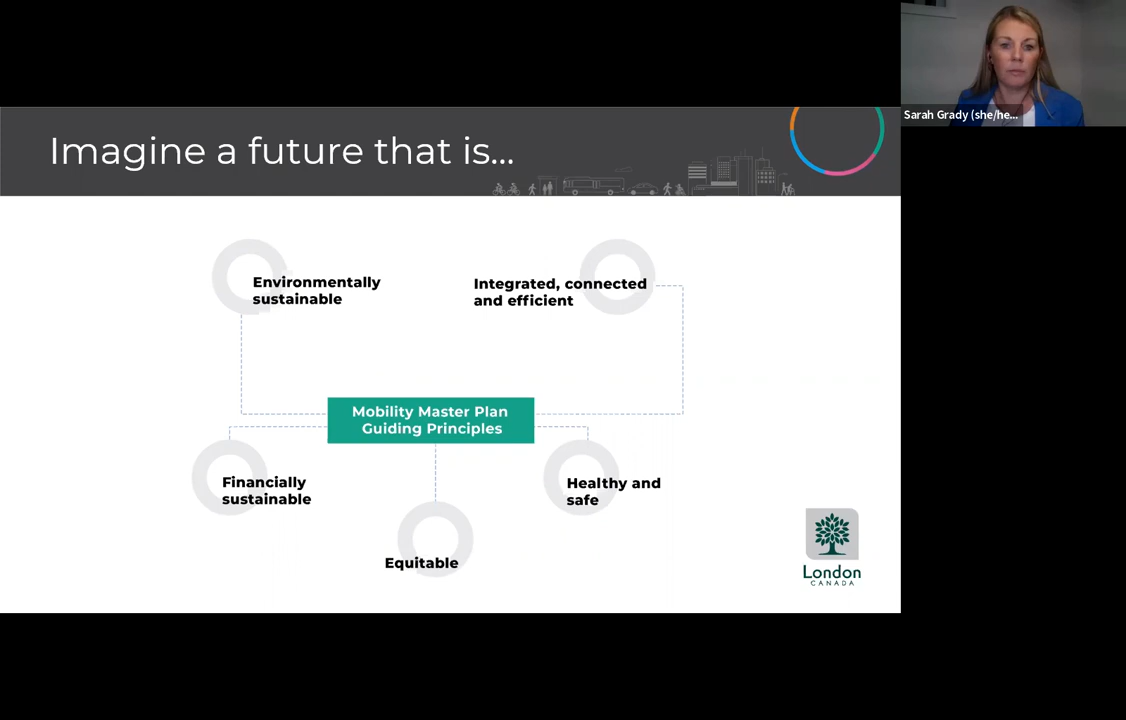 Imagine a future that is...
Sarah Grady (she/he...
Environmentally
sustainable
Integrated, connected
and efficient
Mobility Master Plan
Guiding Principles
Financially
sustainable
Healthy and
safe
Equitable
London
CANADA